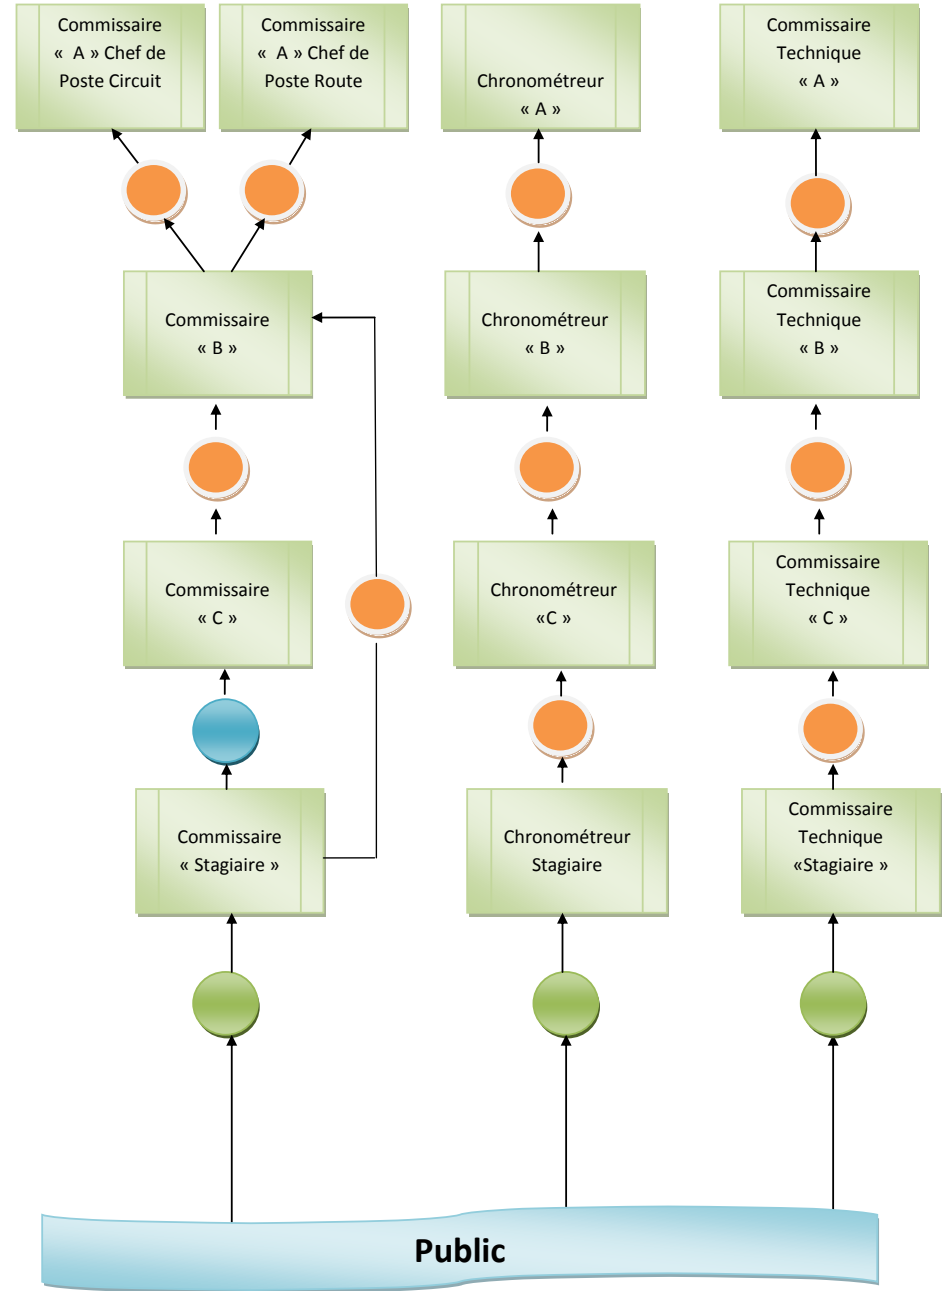 Commissaire
«  A » Chef de
Poste Circuit
Commissaire
«  A » Chef de
Poste Route
Chronométreur
« A »
Commissaire
Technique
« A »
Commissaire
« B »
Chronométreur
« B »
Commissaire
Technique
« B »
Commissaire
« C »
Chronométreur
«C »
Commissaire
Technique
« C »
Commissaire
« Stagiaire »
Chronométreur
Stagiaire
Commissaire
Technique
«Stagiaire »
Public